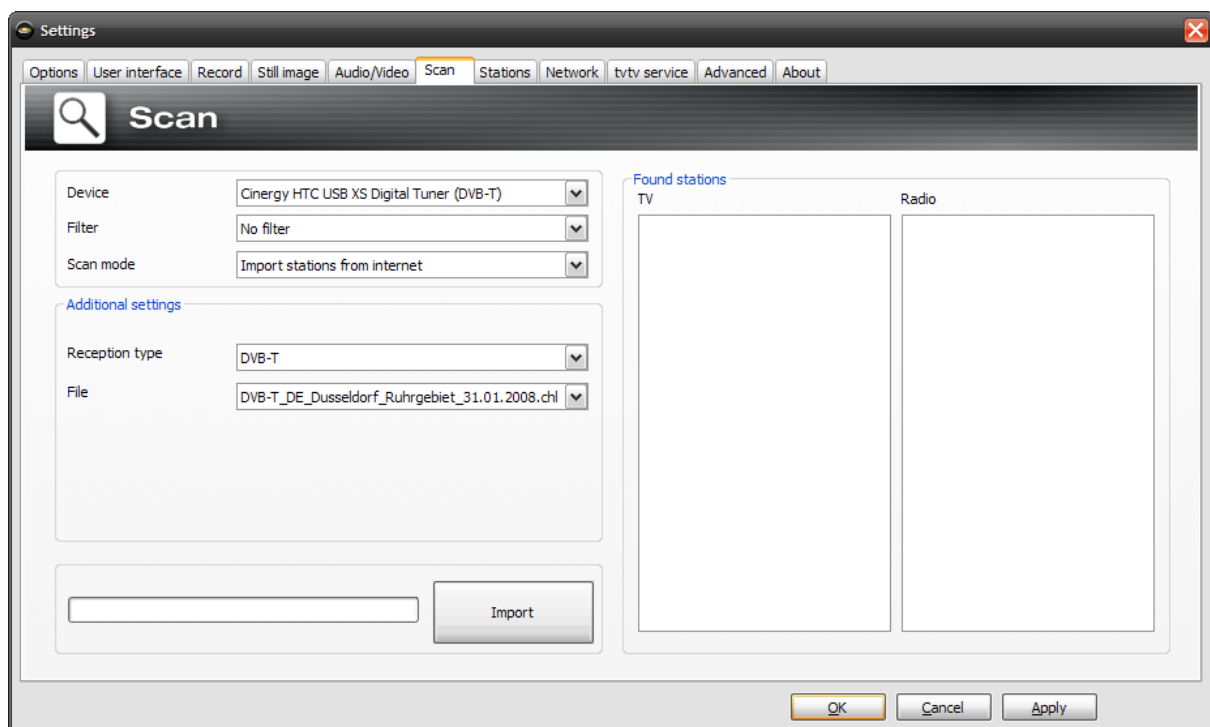 Settings
Options User interface Record Still image Audio/Video Scan Stations Network tvtv service Advanced About
Scan
Device Cinergy HTC USB XS Digital Tuner (DVB-T)
Filter No filter
Scan mode Import stations from internet
Additional settings
Reception type DVB-T
File DVB-T_DE_Dusseldorf_Ruhrgebiet_31.01.2008.chl
Import
Found stations
TV Radio
OK Cancel Apply